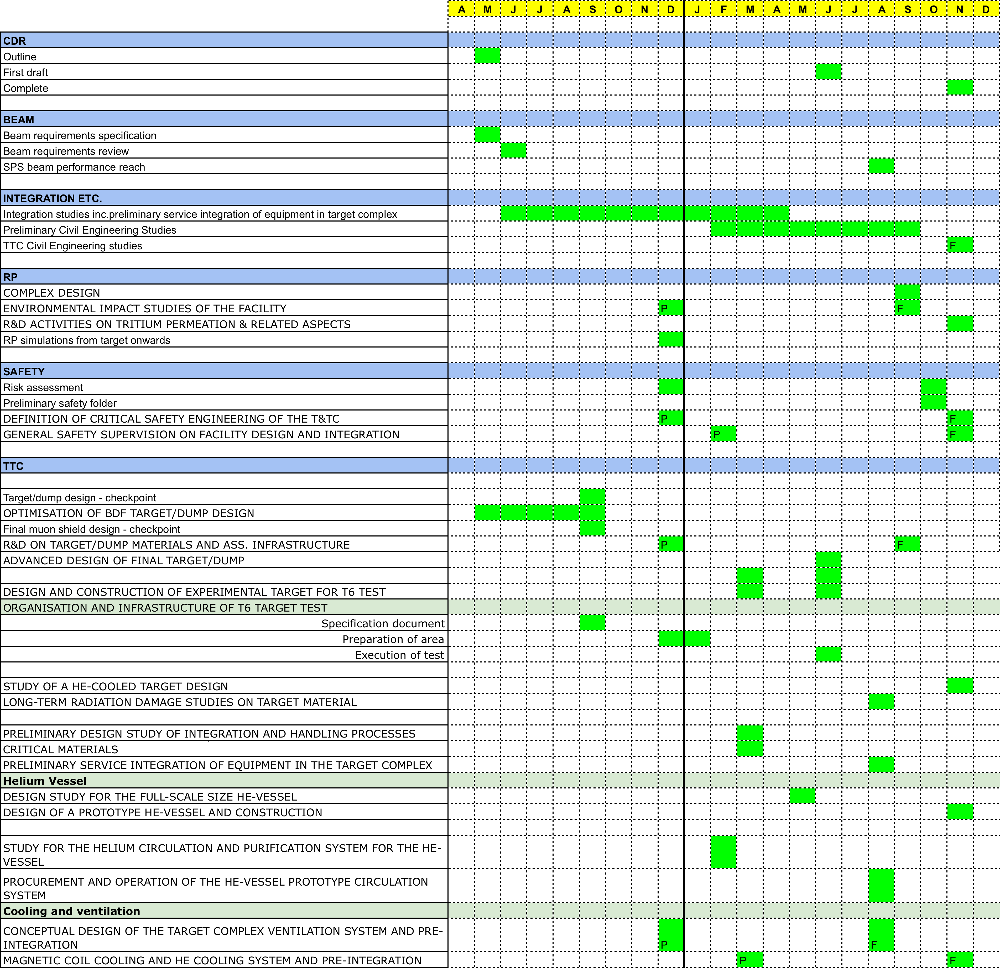 A M J J A S O N D J F M A M J J A S O N D
CDR
Outline
First draft
Complete
BEAM
Beam requirements specification
Beam requirements review
SPS beam performance reach
INTEGRATION ETC.
Integration studies inc.preliminary service integration of equipment in target complex
Preliminary Civil Engineering Studies
TTC Civil Engineering studies F
RP
COMPLEX DESIGN
ENVIRONMENTAL IMPACT STUDIES OF THE FACILITY P F
R&D ACTIVITIES ON TRITIUM PERMEATION & RELATED ASPECTS
RP simulations from target onwards
SAFETY
Risk assessment
Preliminary safety folder
DEFINITION OF CRITICAL SAFETY ENGINEERING OF THE T&TC P F
GENERAL SAFETY SUPERVISION ON FACILITY DESIGN AND INTEGRATION P F
TTC
Target/dump design - checkpoint
OPTIMISATION OF BDF TARGET/DUMP DESIGN
Final muon shield design - checkpoint
R&D ON TARGET/DUMP MATERIALS AND ASS. INFRASTRUCTURE P F
ADVANCED DESIGN OF FINAL TARGET/DUMP
DESIGN AND CONSTRUCTION OF EXPERIMENTAL TARGET FOR T6 TEST
ORGANISATION AND INFRASTRUCTURE OF T6 TARGET TEST
Specification document
Preparation of area
Execution of test
STUDY OF A HE-COOLED TARGET DESIGN
LONG-TERM RADIATION DAMAGE STUDIES ON TARGET MATERIAL
PRELIMINARY DESIGN STUDY OF INTEGRATION AND HANDLING PROCESSES
CRITICAL MATERIALS
PRELIMINARY SERVICE INTEGRATION OF EQUIPMENT IN THE TARGET COMPLEX
Helium Vessel
DESIGN STUDY FOR THE FULL-SCALE SIZE HE-VESSEL
DESIGN OF A PROTOTYPE HE-VESSEL AND CONSTRUCTION
STUDY FOR THE HELIUM CIRCULATION AND PURIFICATION SYSTEM FOR THE HE-
VESSEL
PROCUREMENT AND OPERATION OF THE HE-VESSEL PROTOTYPE CIRCULATION
SYSTEM
Cooling and ventilation
CONCEPTUAL DESIGN OF THE TARGET COMPLEX VENTILATION SYSTEM AND PRE-
INTEGRATION P F
MAGNETIC COIL COOLING AND HE COOLING SYSTEM AND PRE-INTEGRATION P F